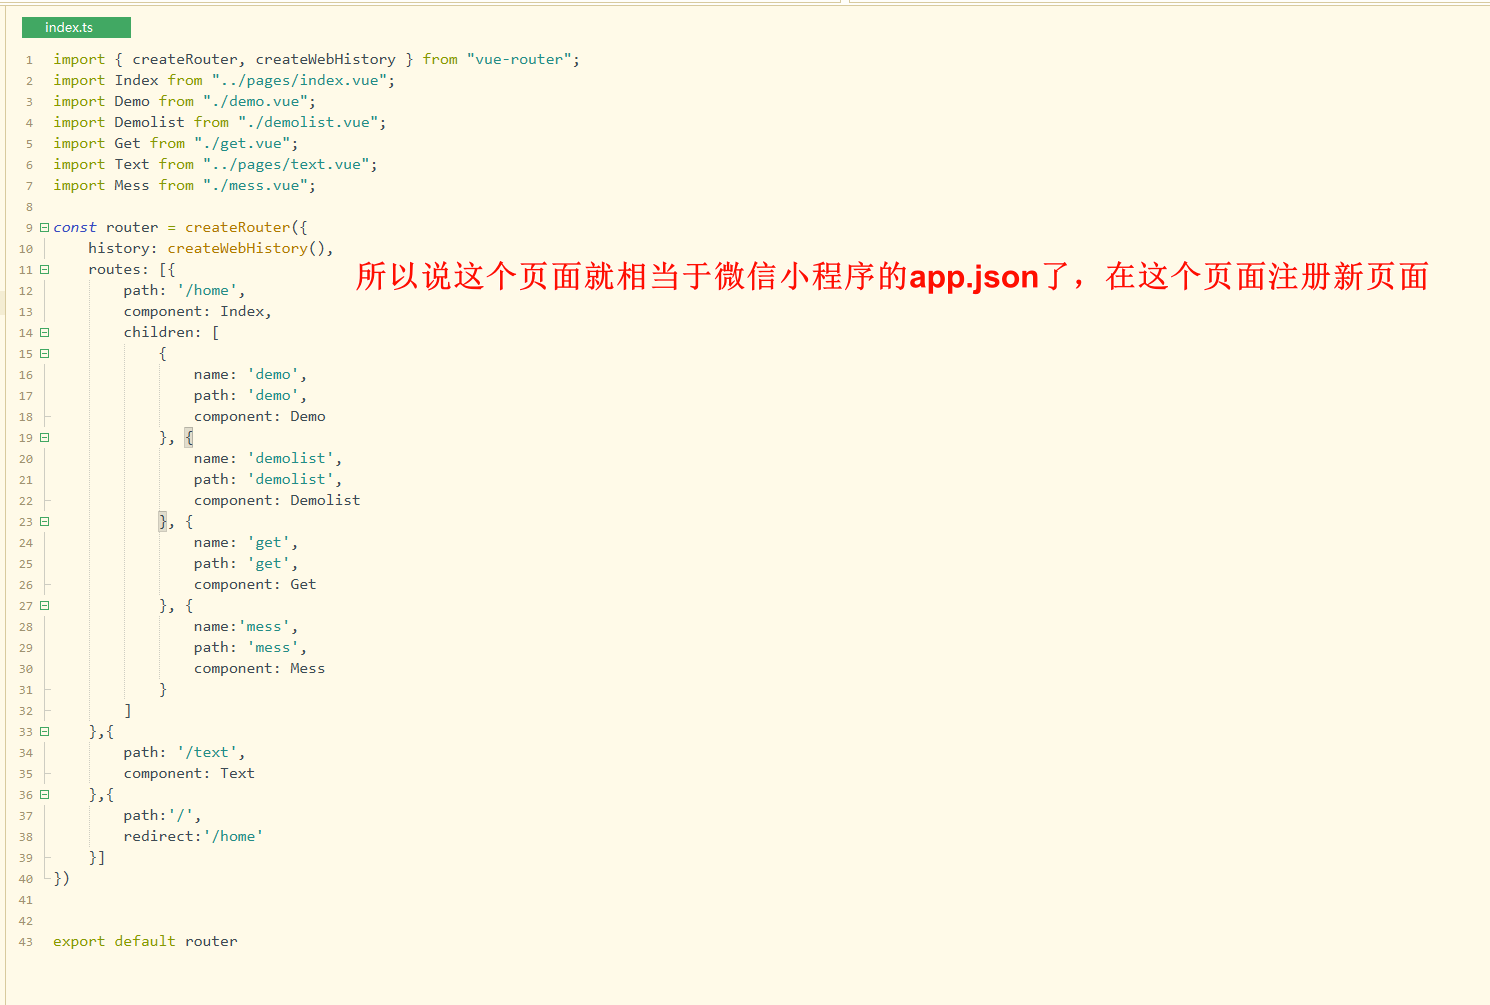 index.ts
1 import { createRouter, createWebHistory } from "vue-router";
2 import Index from "../pages/index.vue";
3 import Demo from "./demo.vue";
4 import Demolist from "./demolist.vue";
5 import Get from "./get.vue";
6 import Text from "../pages/text.vue";
7 import Mess from "./mess.vue";
8
9 const router = createRouter({
10     history: createWebHistory(),
11     routes: [{
所以说这个页面就相当于微信小程序的app.json了，在这个页面注册新页面
12         path: '/home',
13         component: Index,
14         children: [
15             {
16                 name: 'demo',
17                 path: 'demo',
18                 component: Demo
19             }, {
20                 name: 'demolist',
21                 path: 'demolist',
22                 component: Demolist
23             }, {
24                 name: 'get',
25                 path: 'get',
26                 component: Get
27             }, {
28                 name:'mess',
29                 path: 'mess',
30                 component: Mess
31             }
32         ]
33     },{
34         path: '/text',
35         component: Text
36     },{
37         path:'/',
38         redirect:'/home'
39     }]
40 })
41
42
43 export default router